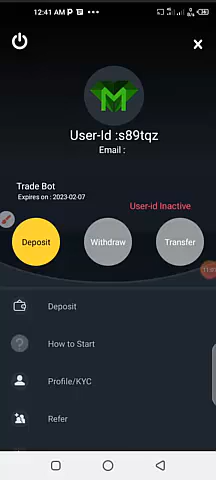 12:41 AM P
M
User-Id :s89tqz
Email :
Trade Bot
Expires on : 2023-02-07
User-id Inactive
Deposit
Withdraw
Transfer
Deposit
How to Start
Profile/KYC
Refer